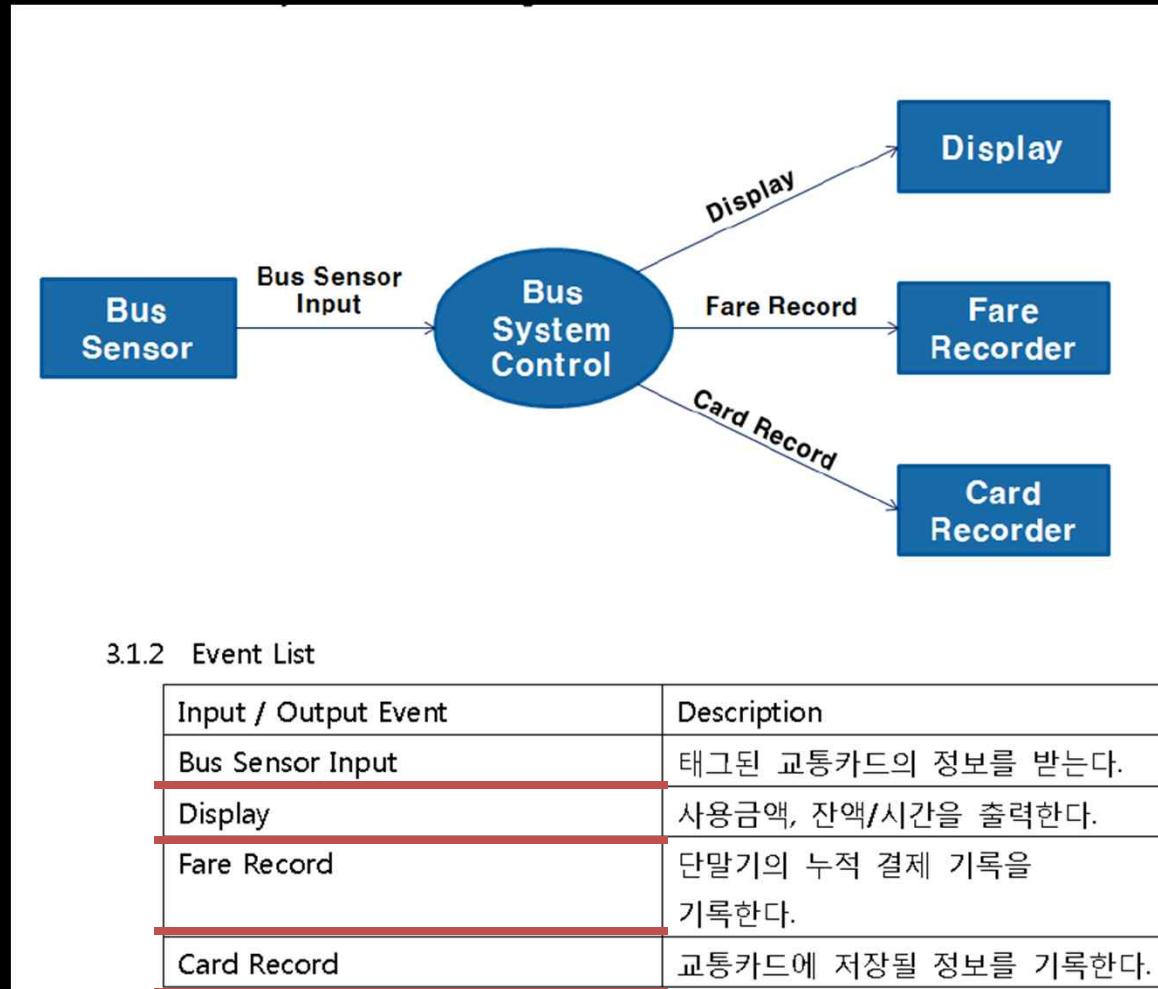 Display
Display
Bus Sensor
Input
Bus
Sensor
Bus
System
Control
Fare Record
Fare
Recorder
Card Record
Card
Recorder
3.1.2 Event List
Input / Output Event Description
Bus Sensor Input 태그된 교통카드의 정보를 받는다.
Display 사용금액, 잔액/시간을 출력한다.
Fare Record 단말기의 누적 결제 기록을
기록한다.
Card Record 교통카드에 저장될 정보를 기록한다.